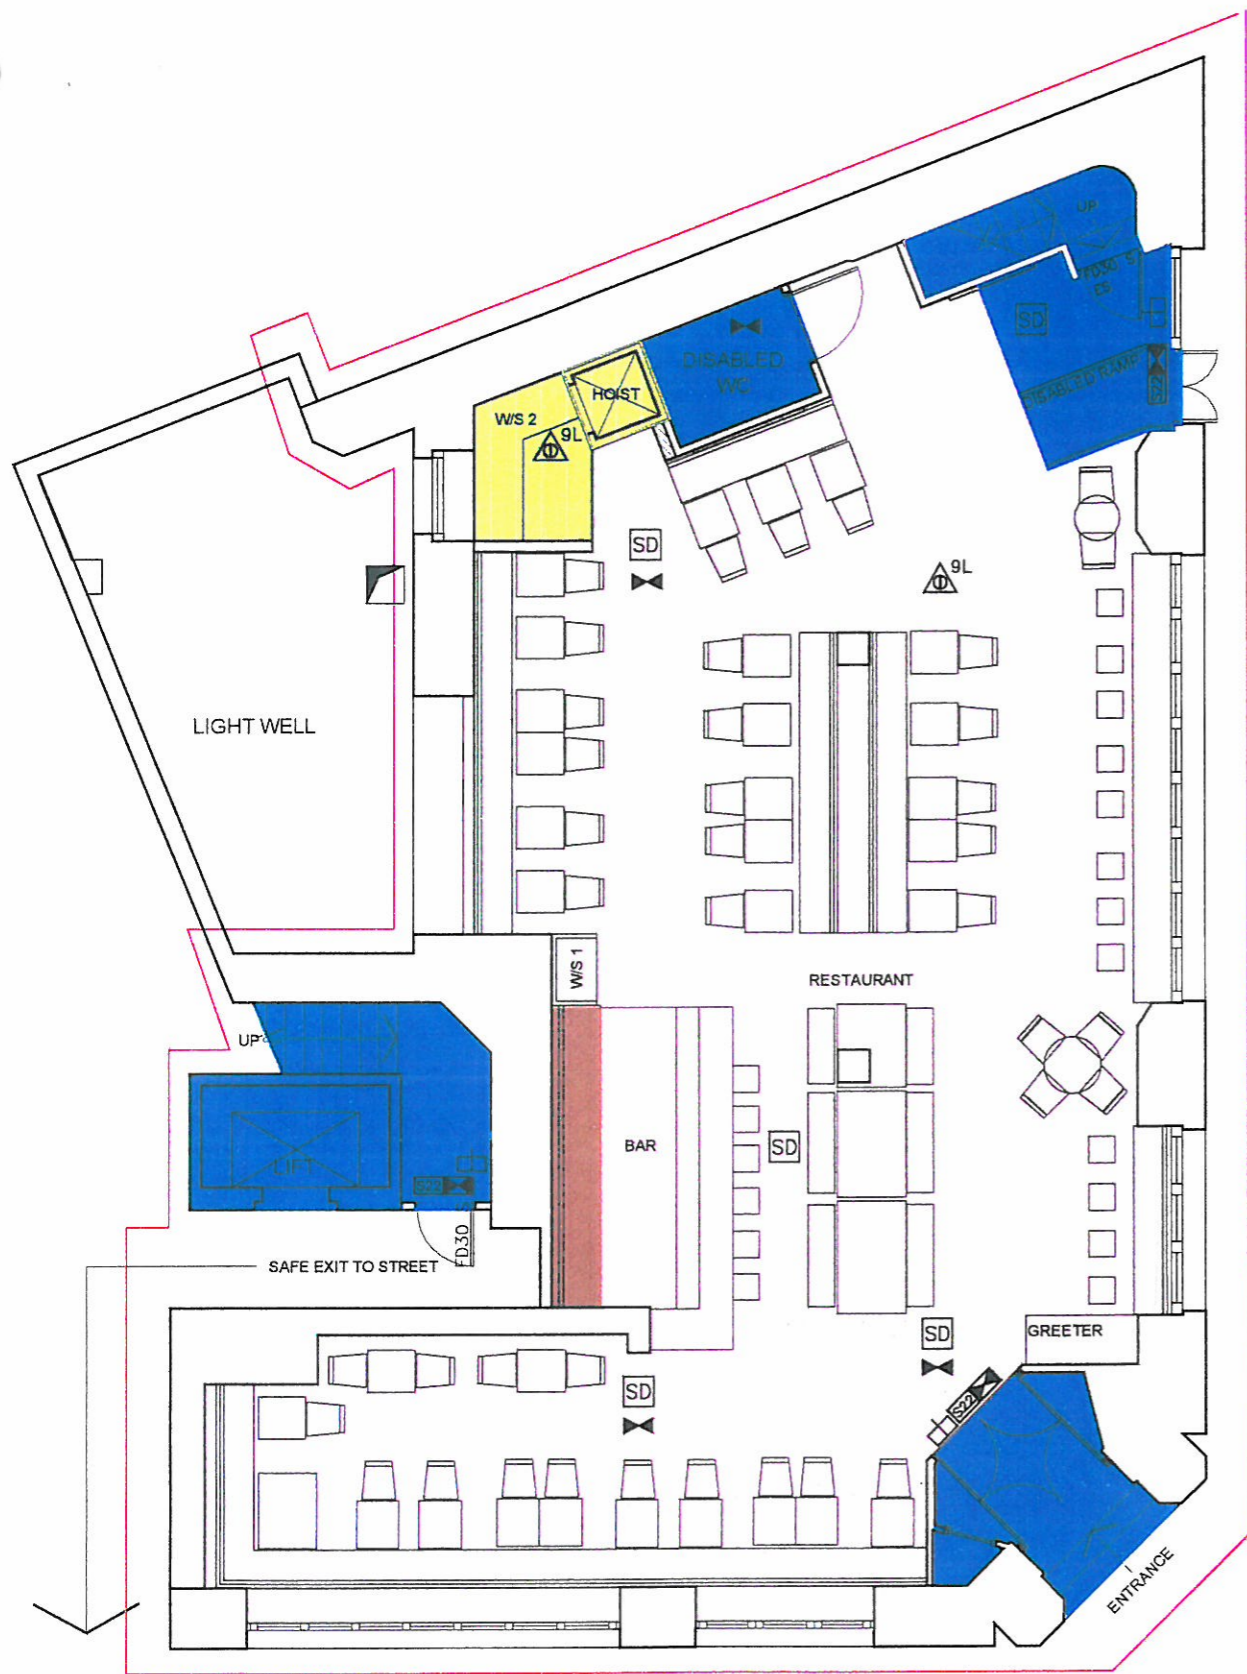 UP
FD30 S
ES
SD
DISABLED RAMP
S22
DISABLED
WC
HOIST
W/S 2
9L
SD
9L
LIGHT WELL
W/S 1
RESTAURANT
UP
BAR
SD
LIFT
S22
FD30 S
SAFE EXIT TO STREET
SD
GREETER
SD
S22
ENTRANCE